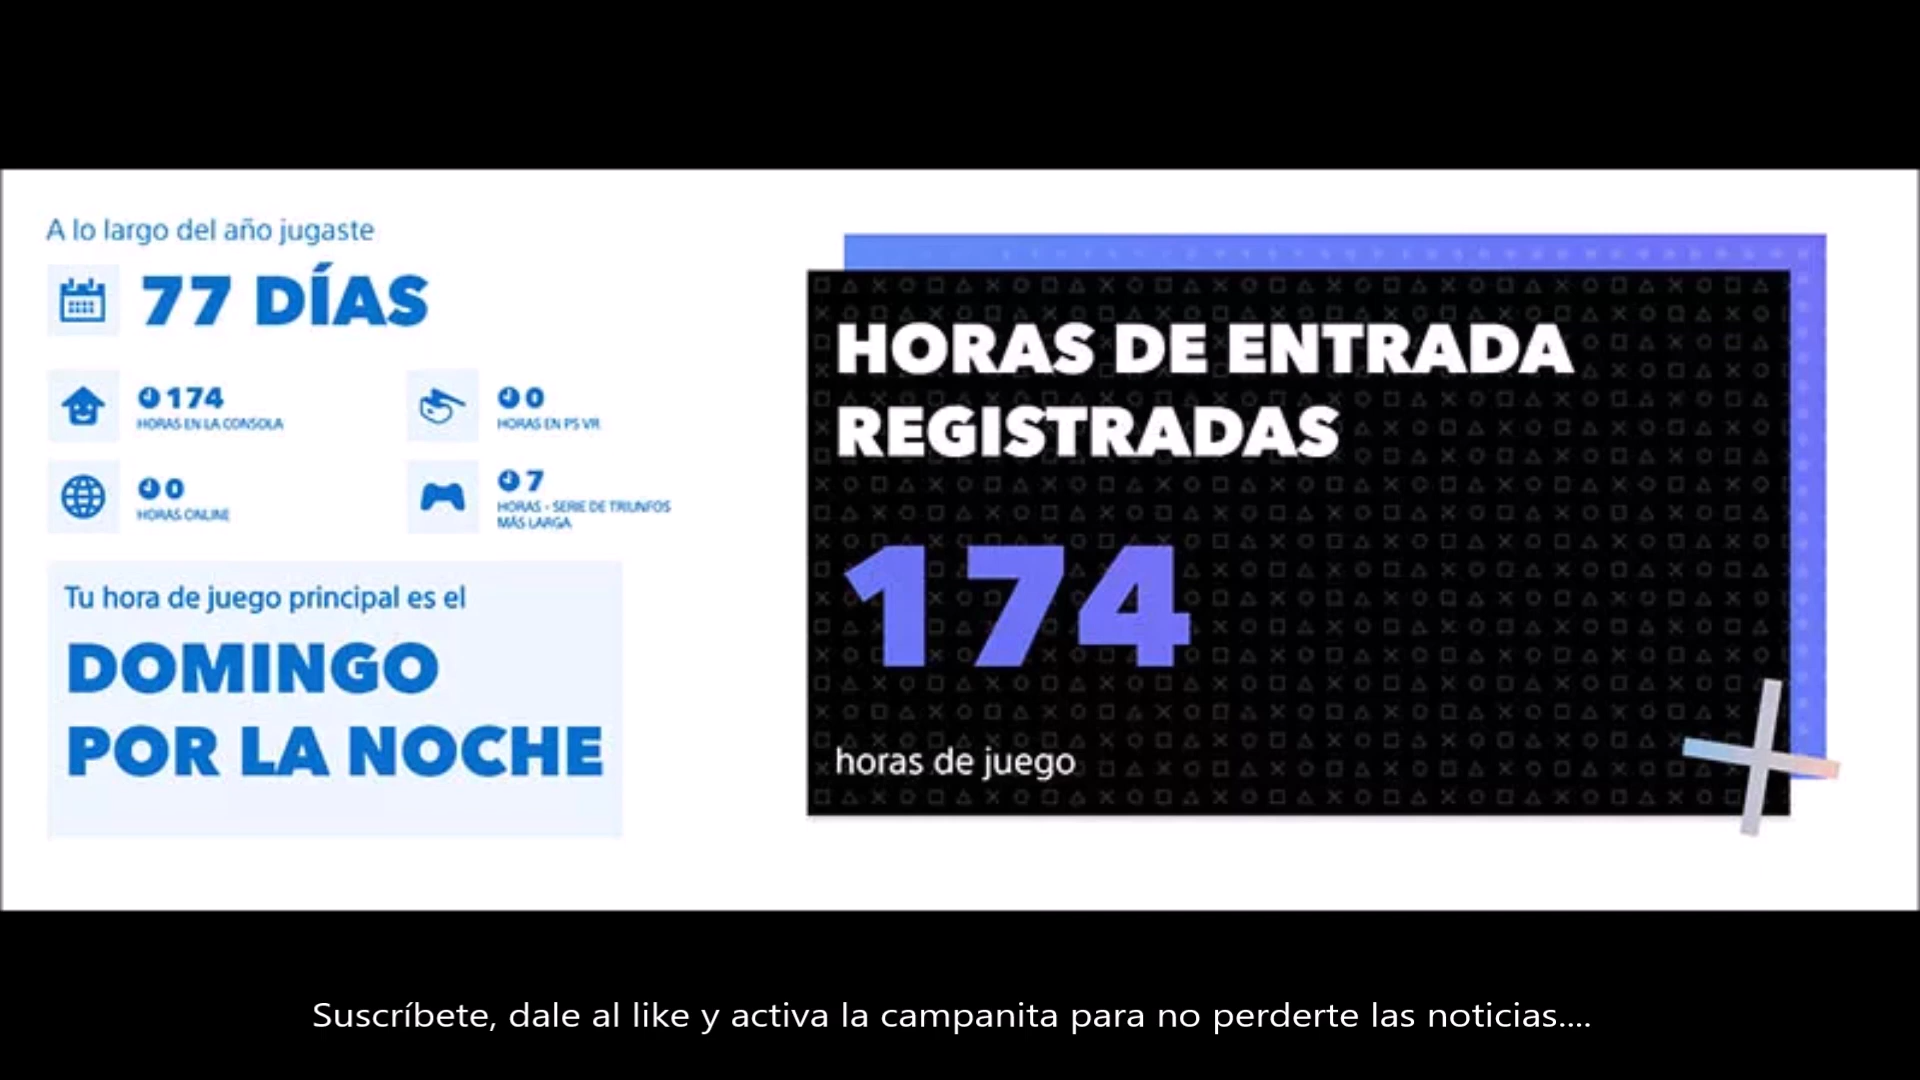 A lo largo del año jugaste
77 DÍAS
174
HORAS EN LA CONSOLA
0
HORAS EN PS VR
0
HORAS ONLINE
7
HORAS - SERIE DE TRIUNFOS
MÁS LARGA
Tu hora de juego principal es el
DOMINGO
POR LA NOCHE
HORAS DE ENTRADA
REGISTRADAS
174
horas de juego
Suscríbete, dale al like y activa la campanita para no perderte las noticias....